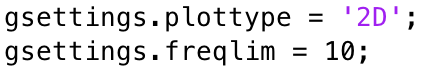 gsettings.plottype = '2D';
gsettings.freqlim = 10;